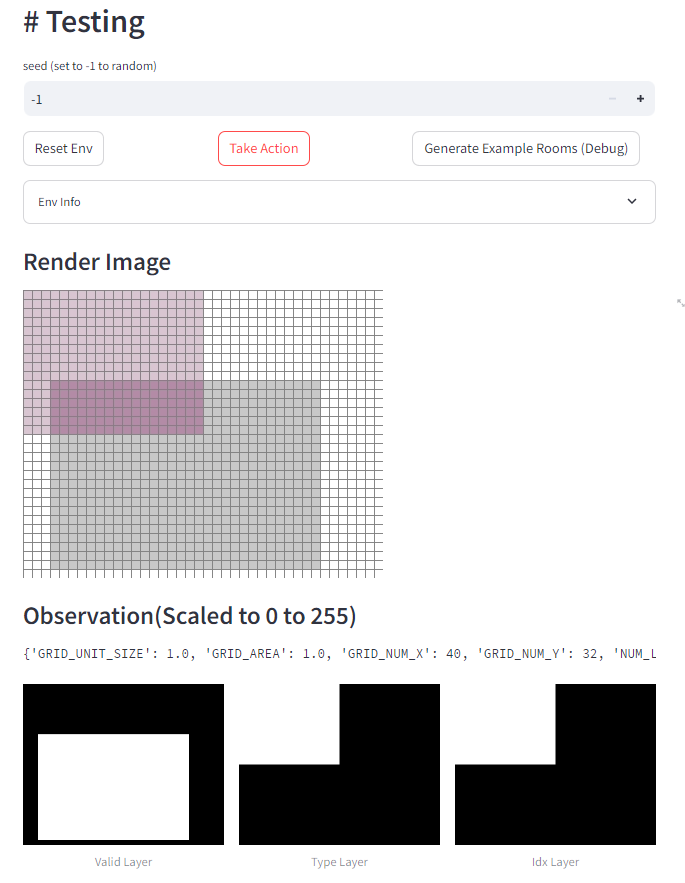 # Testing
seed (set to -1 to random)
-1
Reset Env
Take Action
Generate Example Rooms (Debug)
Env Info
Render Image
Observation(Scaled to 0 to 255)
{'GRID_UNIT_SIZE': 1.0, 'GRID_AREA': 1.0, 'GRID_NUM_X': 40, 'GRID_NUM_Y': 32, 'NUM_L
Valid Layer
Type Layer
Idx Layer